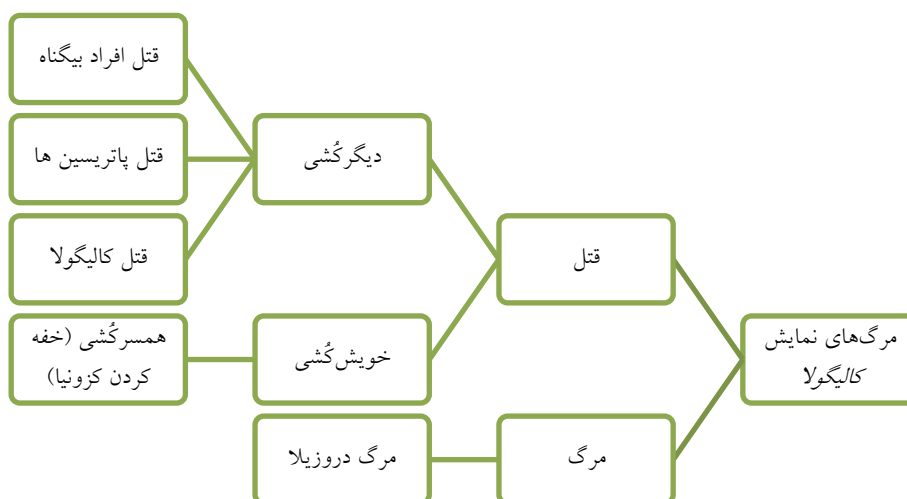 مرگ‌های نمایش
کالیگولا
قتل
مرگ
دیگرکُشی
خویش‌کُشی
مرگ دروزیلا
قتل افراد بیگناه
قتل پاتریسین ها
قتل کالیگولا
همسرکُشی (خفه
کردن کزونیا)